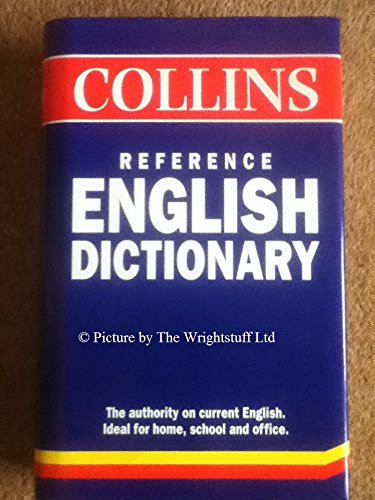 COLLINS
REFERENCE
ENGLISH
DICTIONARY
© Picture by The Wrightstuff Ltd
The authority on current English.
Ideal for home, school and office.